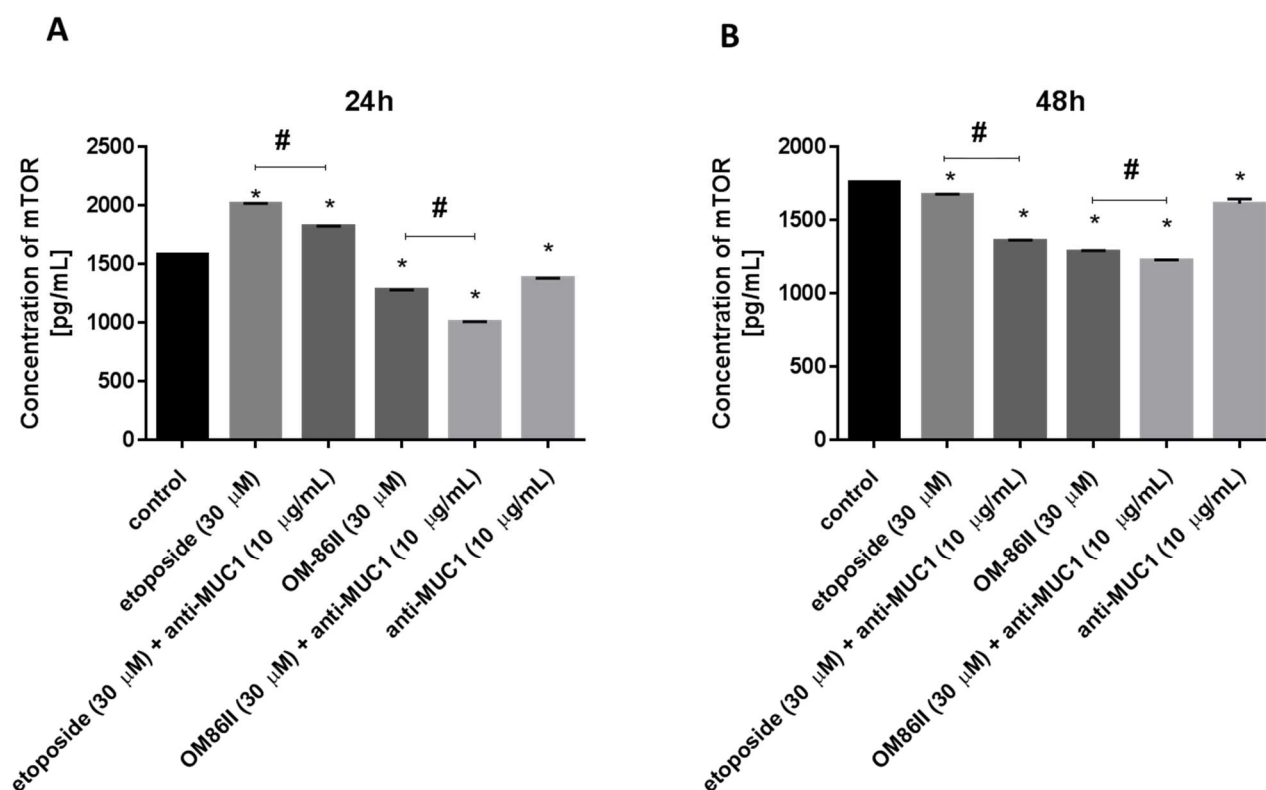 A
24h
Concentration of mTOR
[pg/mL]
2500
2000
1500
1000
500
0
#
*
*
#
*
*
*
control
etoposide (30 μM)
etoposide (30 μM) + anti-MUC1 (10 μg/mL)
OM-86II (30 μM)
OM86II (30 μM) + anti-MUC1 (10 μg/mL)
anti-MUC1 (10 μg/mL)
B
48h
Concentration of mTOR
[pg/mL]
2000
1500
1000
500
0
#
*
*
#
*
*
*
control
etoposide (30 μM)
etoposide (30 μM) + anti-MUC1 (10 μg/mL)
OM-86II (30 μM)
OM86II (30 μM) + anti-MUC1 (10 μg/mL)
anti-MUC1 (10 μg/mL)